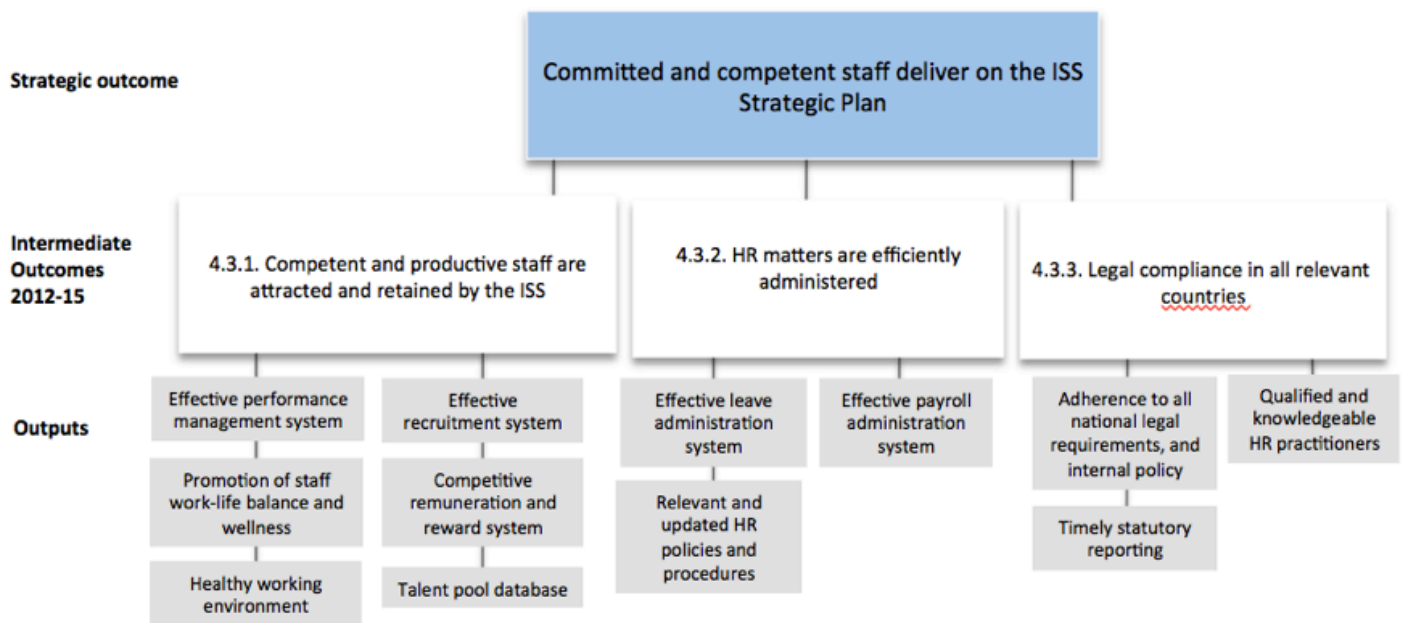 Strategic outcome
Committed and competent staff deliver on the ISS
Strategic Plan
Intermediate
Outcomes
2012-15
4.3.1. Competent and productive staff are
attracted and retained by the ISS
4.3.2. HR matters are efficiently
administered
4.3.3. Legal compliance in all relevant
countries
Outputs
Effective performance
management system
Promotion of staff
work-life balance and
wellness
Healthy working
environment
Effective
recruitment system
Competitive
remuneration and
reward system
Talent pool database
Effective leave
administration
system
Relevant and
updated HR
policies and
procedures
Effective payroll
administration
system
Adherence to all
national legal
requirements, and
internal policy
Timely statutory
reporting
Qualified and
knowledgeable
HR practitioners